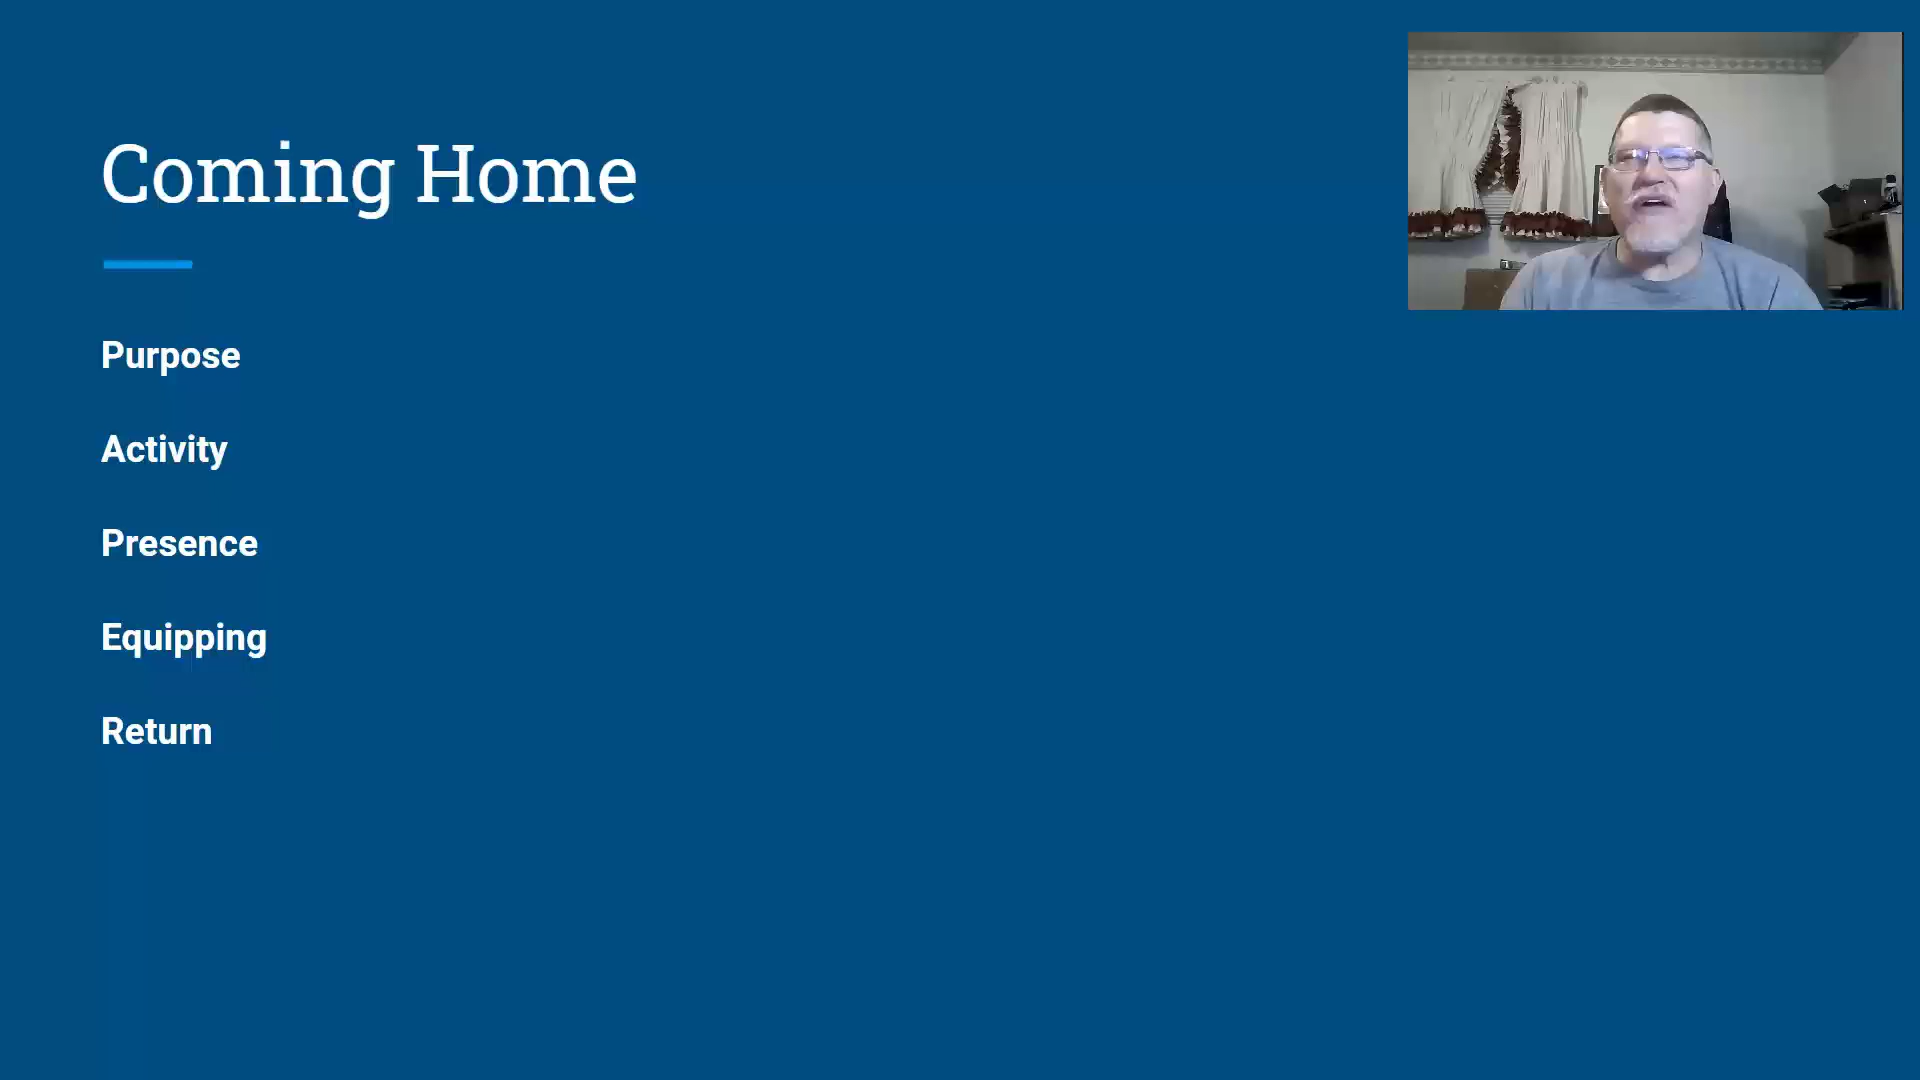 Coming Home
Purpose
Activity
Presence
Equipping
Return